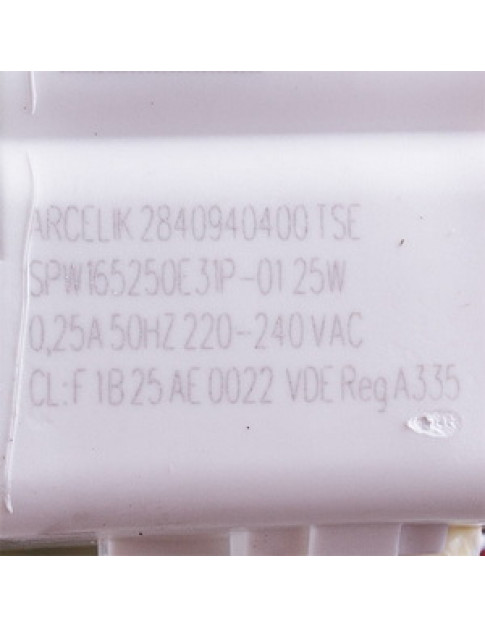 ARCELIK 2840940400 TSE
SPW165250E31P-01 25W
0,25A 50HZ 220-240 VAC
CL:F 1B 25 AE 0022 VDE Reg A335